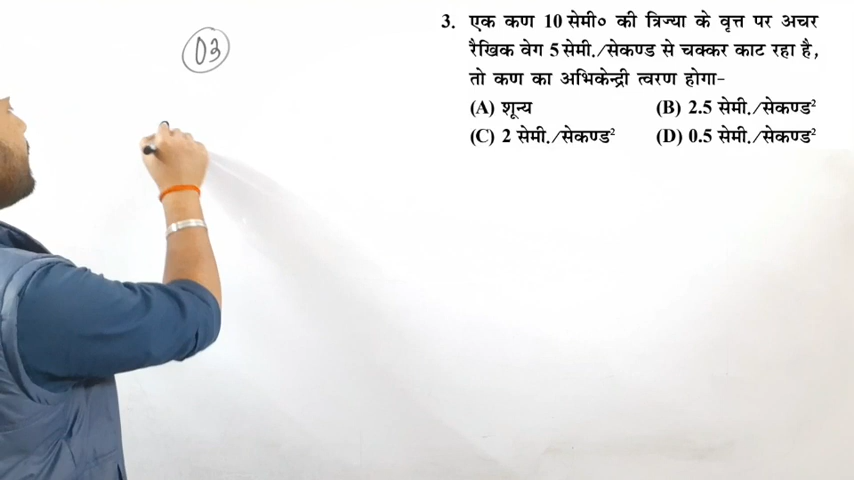 03
3. एक कण 10 सेमी० की त्रिज्या के वृत्त पर अचर
रैखिक वेग 5 सेमी./सेकण्ड से चक्कर काट रहा है,
तो कण का अभिकेन्द्री त्वरण होगा-
(A) शून्य (B) 2.5 सेमी./सेकण्ड²
(C) 2 सेमी./सेकण्ड² (D) 0.5 सेमी./सेकण्ड²